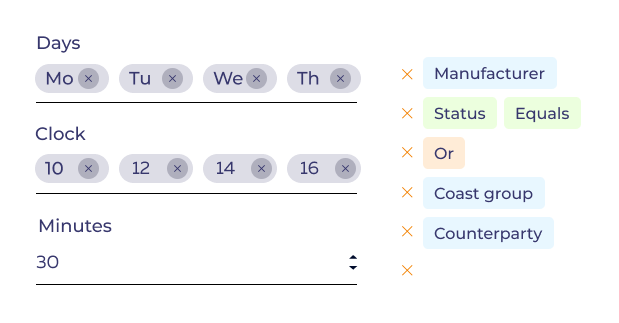 Days
Mo Tu We Th
Clock
10 12 14 16
Minutes
30
Manufacturer
Status Equals
Or
Coast group
Counterparty